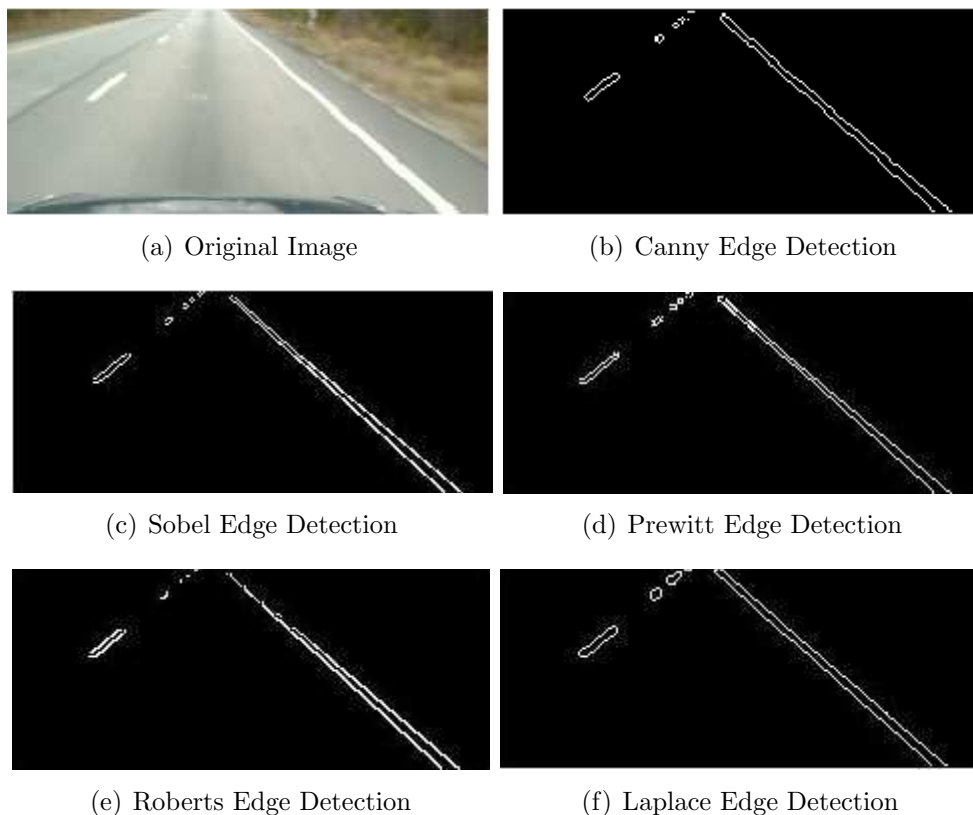 (a) Original Image
(b) Canny Edge Detection
(c) Sobel Edge Detection
(d) Prewitt Edge Detection
(e) Roberts Edge Detection
(f) Laplace Edge Detection